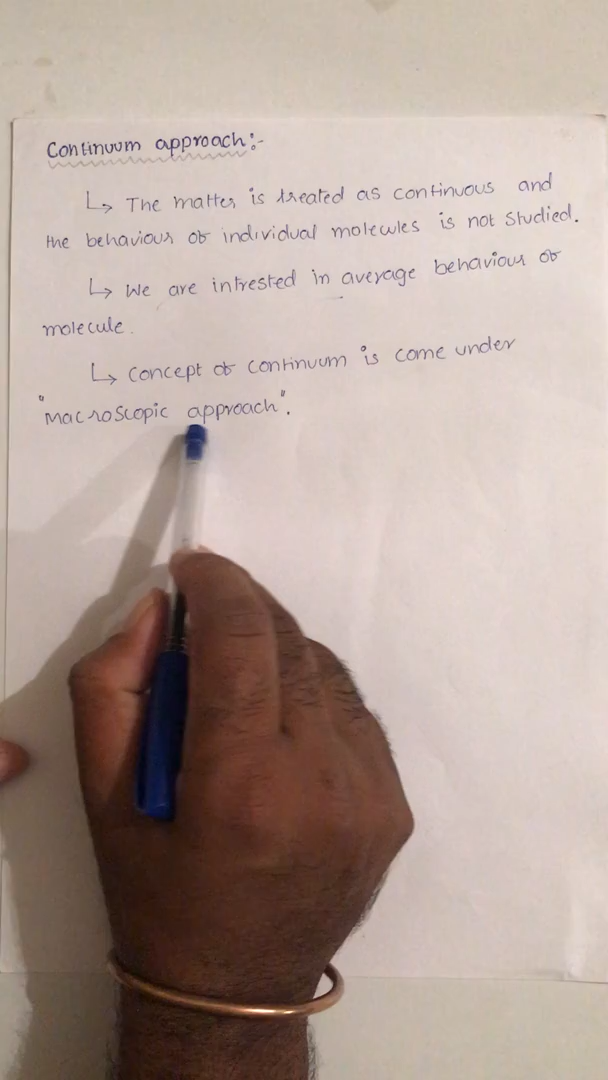 Continuum approach:-
↳ The matter is treated as continuous and
the behaviour of individual molecules is not studied.
↳ We are intrested in average behaviour of
molecule.
↳ Concept of continuum is come under
"macroscopic approach".